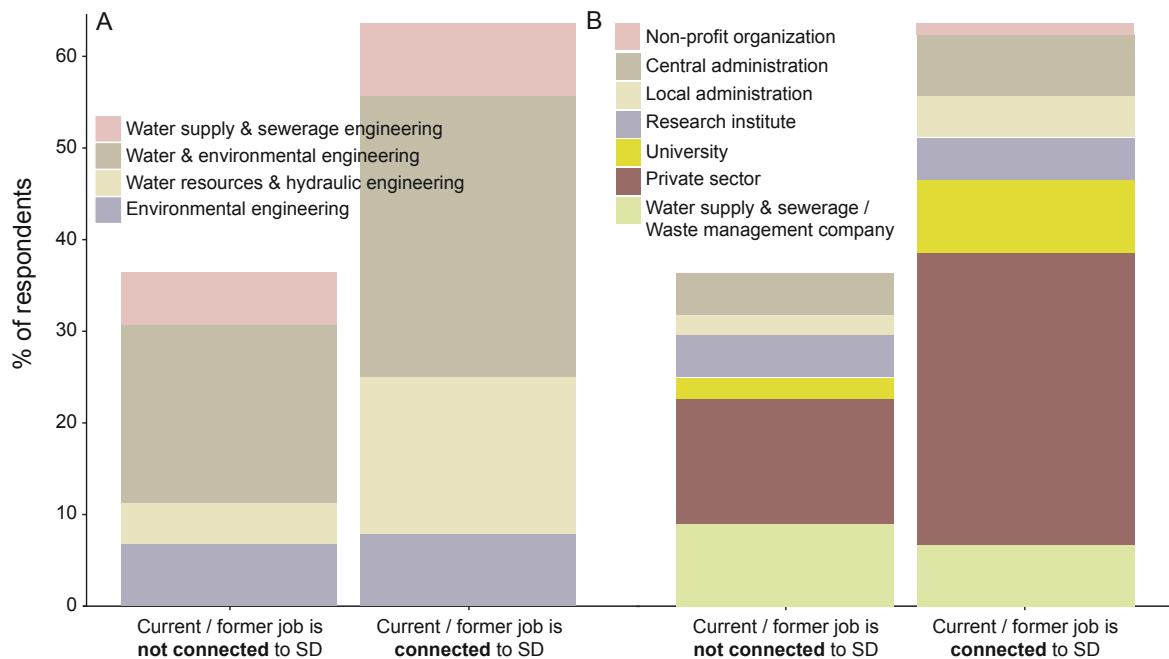 A
% of respondents
60
50
40
30
20
10
0
Water supply & sewerage engineering
Water & environmental engineering
Water resources & hydraulic engineering
Environmental engineering
Current / former job is
not connected to SD
Current / former job is
connected to SD
B
Non-profit organization
Central administration
Local administration
Research institute
University
Private sector
Water supply & sewerage /
Waste management company
Current / former job is
not connected to SD
Current / former job is
connected to SD